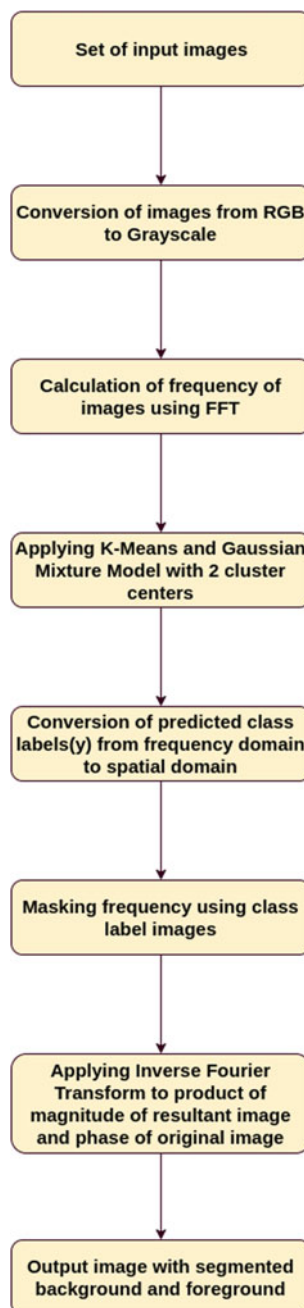 Set of input images
Conversion of images from RGB
to Grayscale
Calculation of frequency of
images using FFT
Applying K-Means and Gaussian
Mixture Model with 2 cluster
centers
Conversion of predicted class
labels(y) from frequency domain
to spatial domain
Masking frequency using class
label images
Applying Inverse Fourier
Transform to product of
magnitude of resultant image
and phase of original image
Output image with segmented
background and foreground